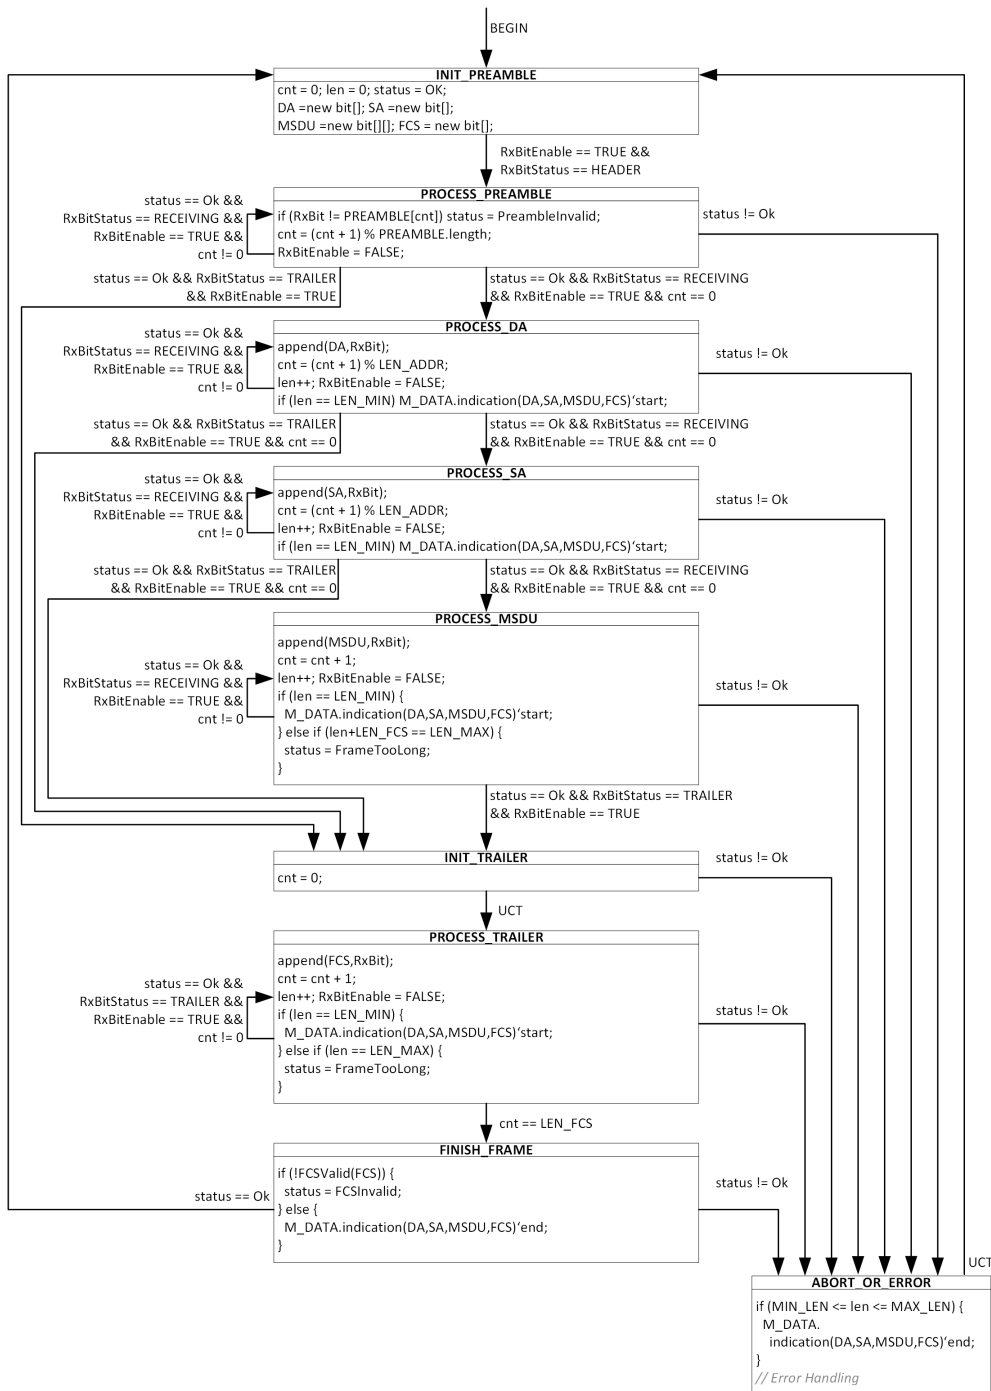 BEGIN
INIT_PREAMBLE
cnt = 0; len = 0; status = OK;
DA =new bit[]; SA =new bit[];
MSDU =new bit[][]; FCS = new bit[];
RxBitEnable == TRUE &&
RxBitStatus == HEADER
PROCESS_PREAMBLE
status == Ok &&
RxBitStatus == RECEIVING &&
RxBitEnable == TRUE &&
cnt != 0
if (RxBit != PREAMBLE[cnt]) status = PreambleInvalid;
cnt = (cnt + 1) % PREAMBLE.length;
RxBitEnable = FALSE;
status != Ok
status == Ok && RxBitStatus == TRAILER
&& RxBitEnable == TRUE
status == Ok && RxBitStatus == RECEIVING
&& RxBitEnable == TRUE && cnt == 0
PROCESS_DA
status == Ok &&
RxBitStatus == RECEIVING &&
RxBitEnable == TRUE &&
cnt != 0
append(DA,RxBit);
cnt = (cnt + 1) % LEN_ADDR;
len++; RxBitEnable = FALSE;
if (len == LEN_MIN) M_DATA.indication(DA,SA,MSDU,FCS)‘start;
status != Ok
status == Ok && RxBitStatus == TRAILER
&& RxBitEnable == TRUE && cnt == 0
status == Ok && RxBitStatus == RECEIVING
&& RxBitEnable == TRUE && cnt == 0
PROCESS_SA
status == Ok &&
RxBitStatus == RECEIVING &&
RxBitEnable == TRUE &&
cnt != 0
append(SA,RxBit);
cnt = (cnt + 1) % LEN_ADDR;
len++; RxBitEnable = FALSE;
if (len == LEN_MIN) M_DATA.indication(DA,SA,MSDU,FCS)‘start;
status != Ok
status == Ok && RxBitStatus == TRAILER
&& RxBitEnable == TRUE && cnt == 0
status == Ok && RxBitStatus == RECEIVING
&& RxBitEnable == TRUE && cnt == 0
PROCESS_MSDU
status == Ok &&
RxBitStatus == RECEIVING &&
RxBitEnable == TRUE &&
cnt != 0
append(MSDU,RxBit);
cnt = cnt + 1;
len++; RxBitEnable = FALSE;
if (len == LEN_MIN) {
M_DATA.indication(DA,SA,MSDU,FCS)‘start;
} else if (len+LEN_FCS == LEN_MAX) {
status = FrameTooLong;
}
status != Ok
status == Ok && RxBitStatus == TRAILER
&& RxBitEnable == TRUE
INIT_TRAILER
cnt = 0;
status != Ok
UCT
PROCESS_TRAILER
status == Ok &&
RxBitStatus == TRAILER &&
RxBitEnable == TRUE &&
cnt != 0
append(FCS,RxBit);
cnt = cnt + 1;
len++; RxBitEnable = FALSE;
if (len == LEN_MIN) {
M_DATA.indication(DA,SA,MSDU,FCS)‘start;
} else if (len == LEN_MAX) {
status = FrameTooLong;
}
status != Ok
cnt == LEN_FCS
FINISH_FRAME
status == Ok
if (!FCSValid(FCS)) {
status = FCSInvalid;
} else {
M_DATA.indication(DA,SA,MSDU,FCS)‘end;
}
status != Ok
UCT
ABORT_OR_ERROR
if (MIN_LEN <= len <= MAX_LEN) {
M_DATA.
indication(DA,SA,MSDU,FCS)‘end;
}
// Error Handling